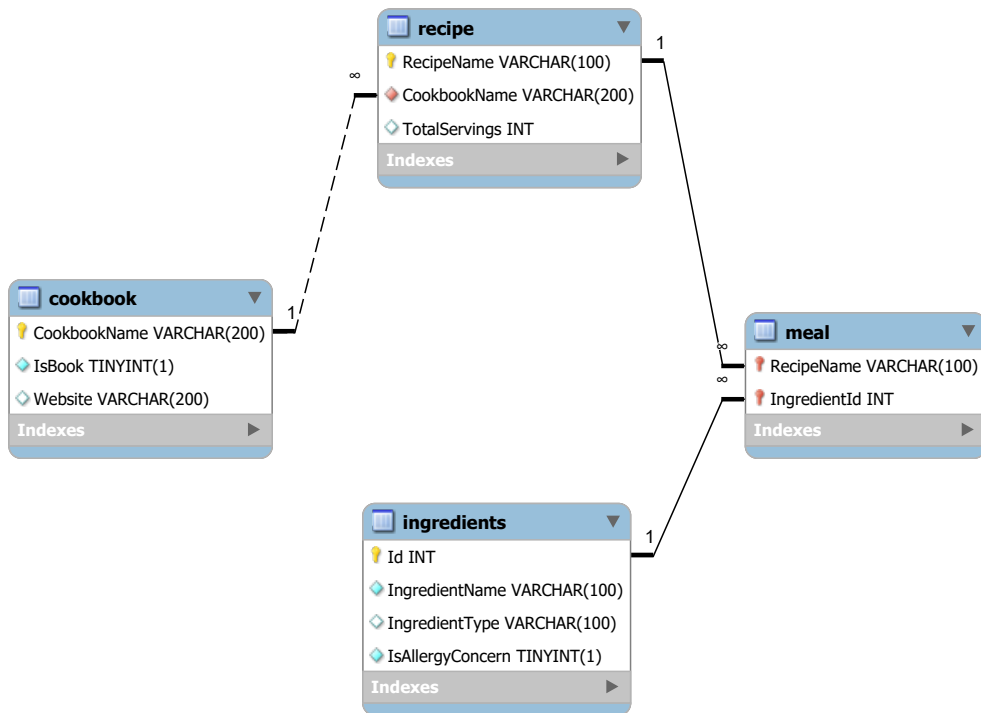 recipe
RecipeName VARCHAR(100)
CookbookName VARCHAR(200)
TotalServings INT
Indexes
1
∞
cookbook
CookbookName VARCHAR(200)
IsBook TINYINT(1)
Website VARCHAR(200)
Indexes
1
meal
RecipeName VARCHAR(100)
IngredientId INT
Indexes
∞
∞
ingredients
Id INT
IngredientName VARCHAR(100)
IngredientType VARCHAR(100)
IsAllergyConcern TINYINT(1)
Indexes
1